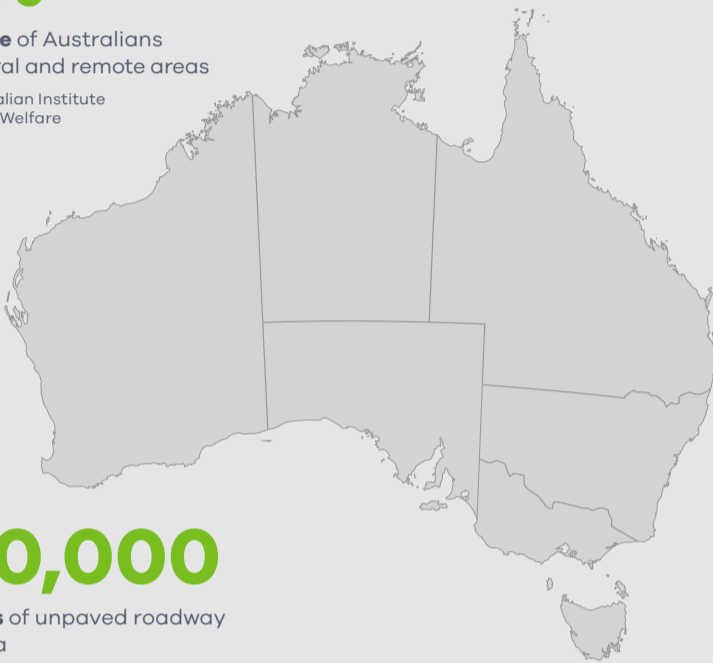 e of Australians
al and remote areas
alian Institute
Welfare
0,000
s of unpaved roadway
a